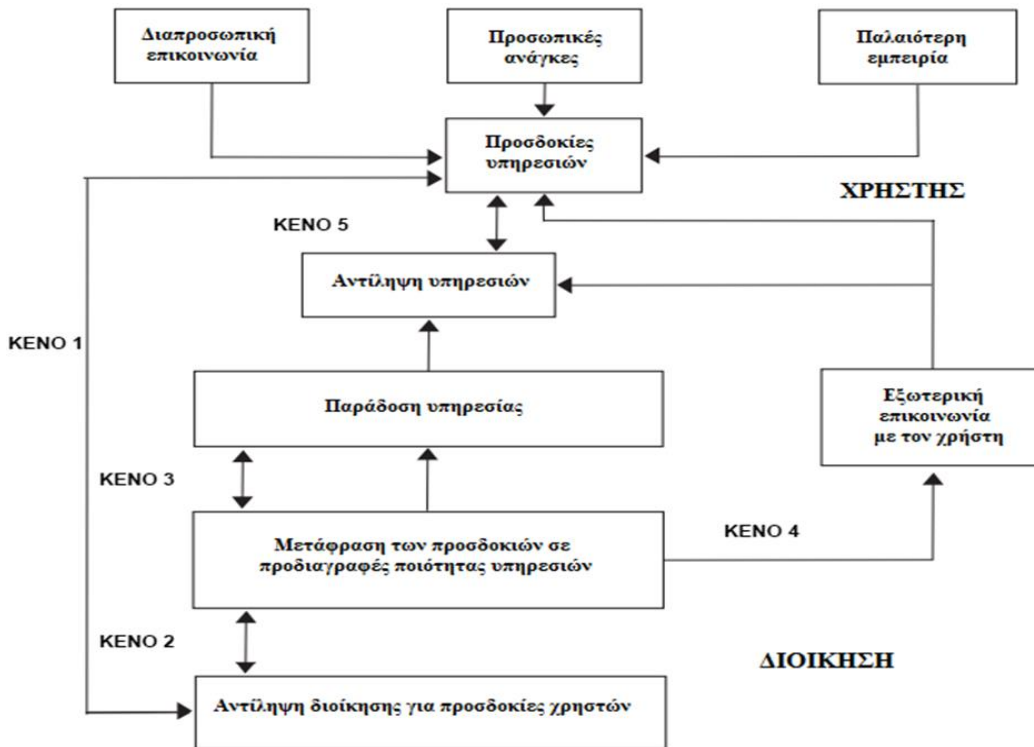 Διαπροσωπική
επικοινωνία
Προσωπικές
ανάγκες
Παλαιότερη
εμπειρία
Προσδοκίες
υπηρεσιών
ΧΡΗΣΤΗΣ
ΚΕΝΟ 5
Αντίληψη υπηρεσιών
ΚΕΝΟ 1
Παράδοση υπηρεσίας
Εξωτερική
επικοινωνία
με τον χρήστη
ΚΕΝΟ 3
ΚΕΝΟ 4
Μετάφραση των προσδοκιών σε
προδιαγραφές ποιότητας υπηρεσιών
ΚΕΝΟ 2
ΔΙΟΙΚΗΣΗ
Αντίληψη διοίκησης για προσδοκίες χρηστών